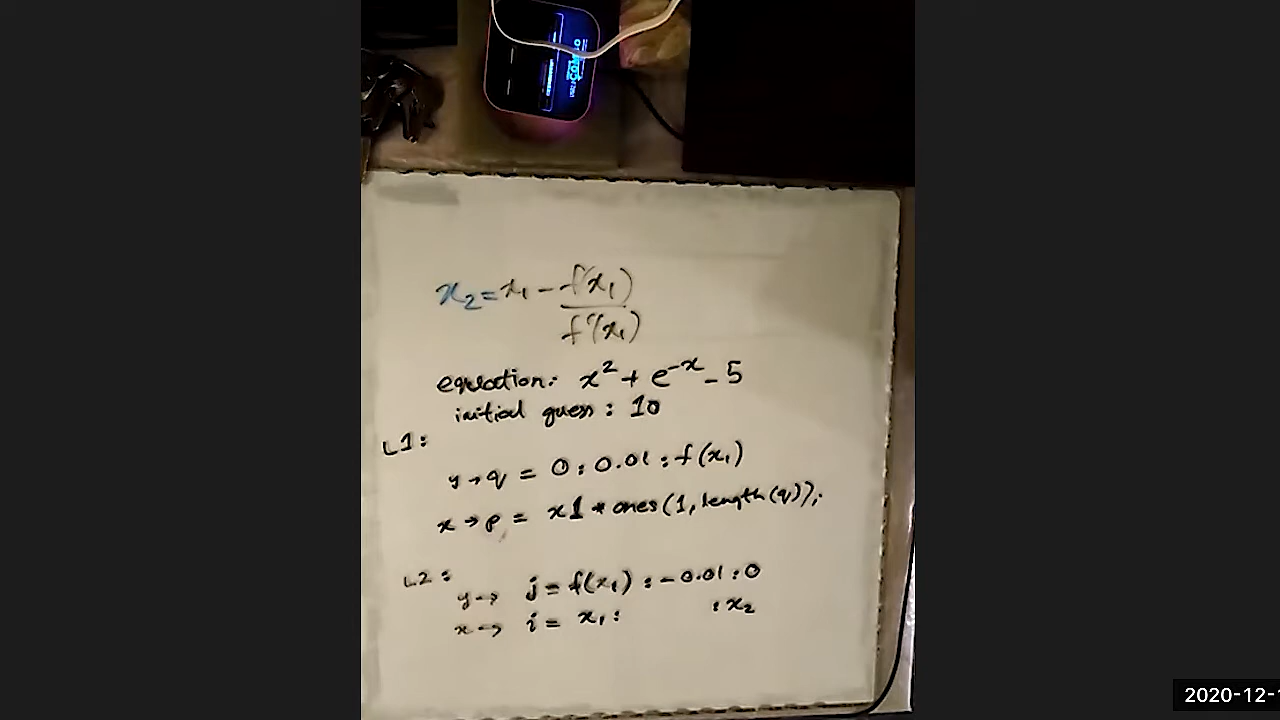 x₂ = x₁ - f(x₁) / f'(x₁)
equation: x² + e⁻ˣ - 5
initial guess : 10
L1:
y → q = 0 : 0.01 : f(x₁)
x → p = x1 * ones(1, length(q));
L2 :
y → j = f(x₁) : -0.01 : 0
x → i = x₁ : : x₂
2020-12-